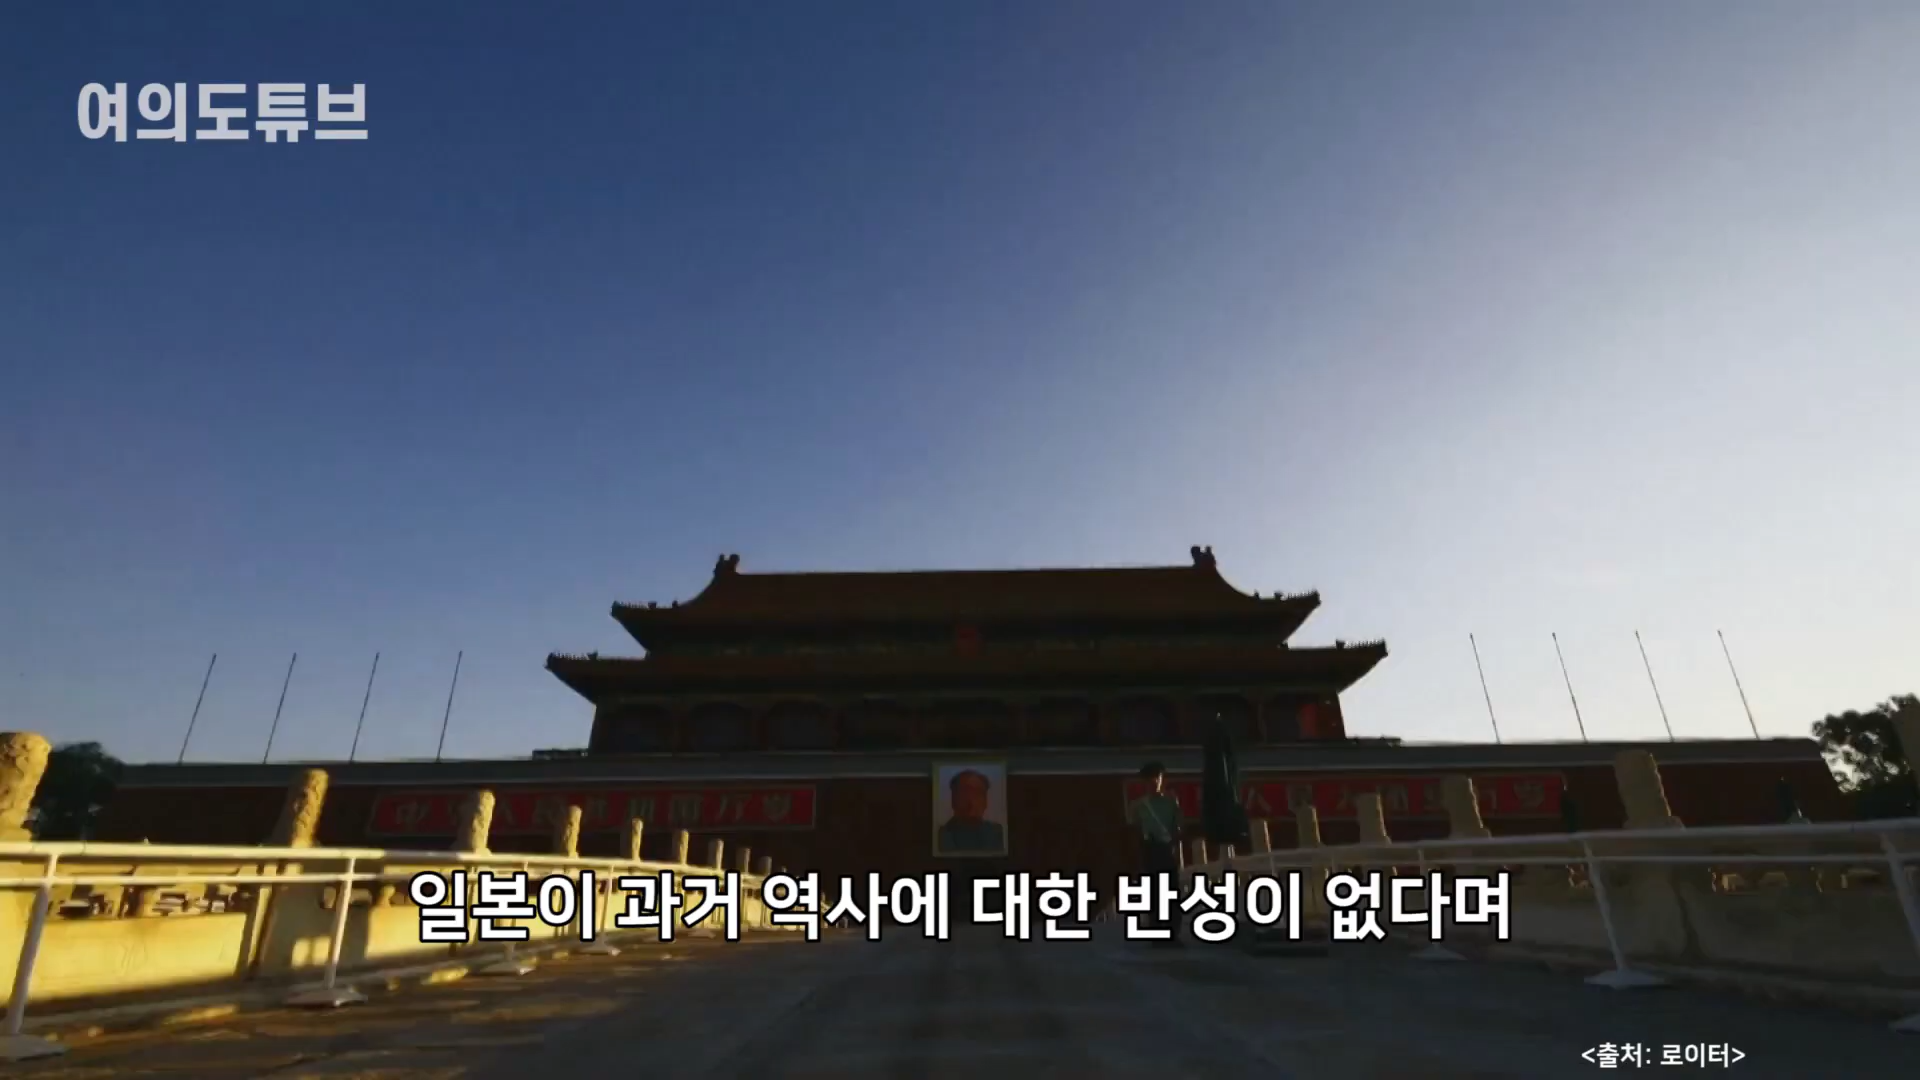 여의도튜브
일본이 과거 역사에 대한 반성이 없다며
<출처: 로이터>